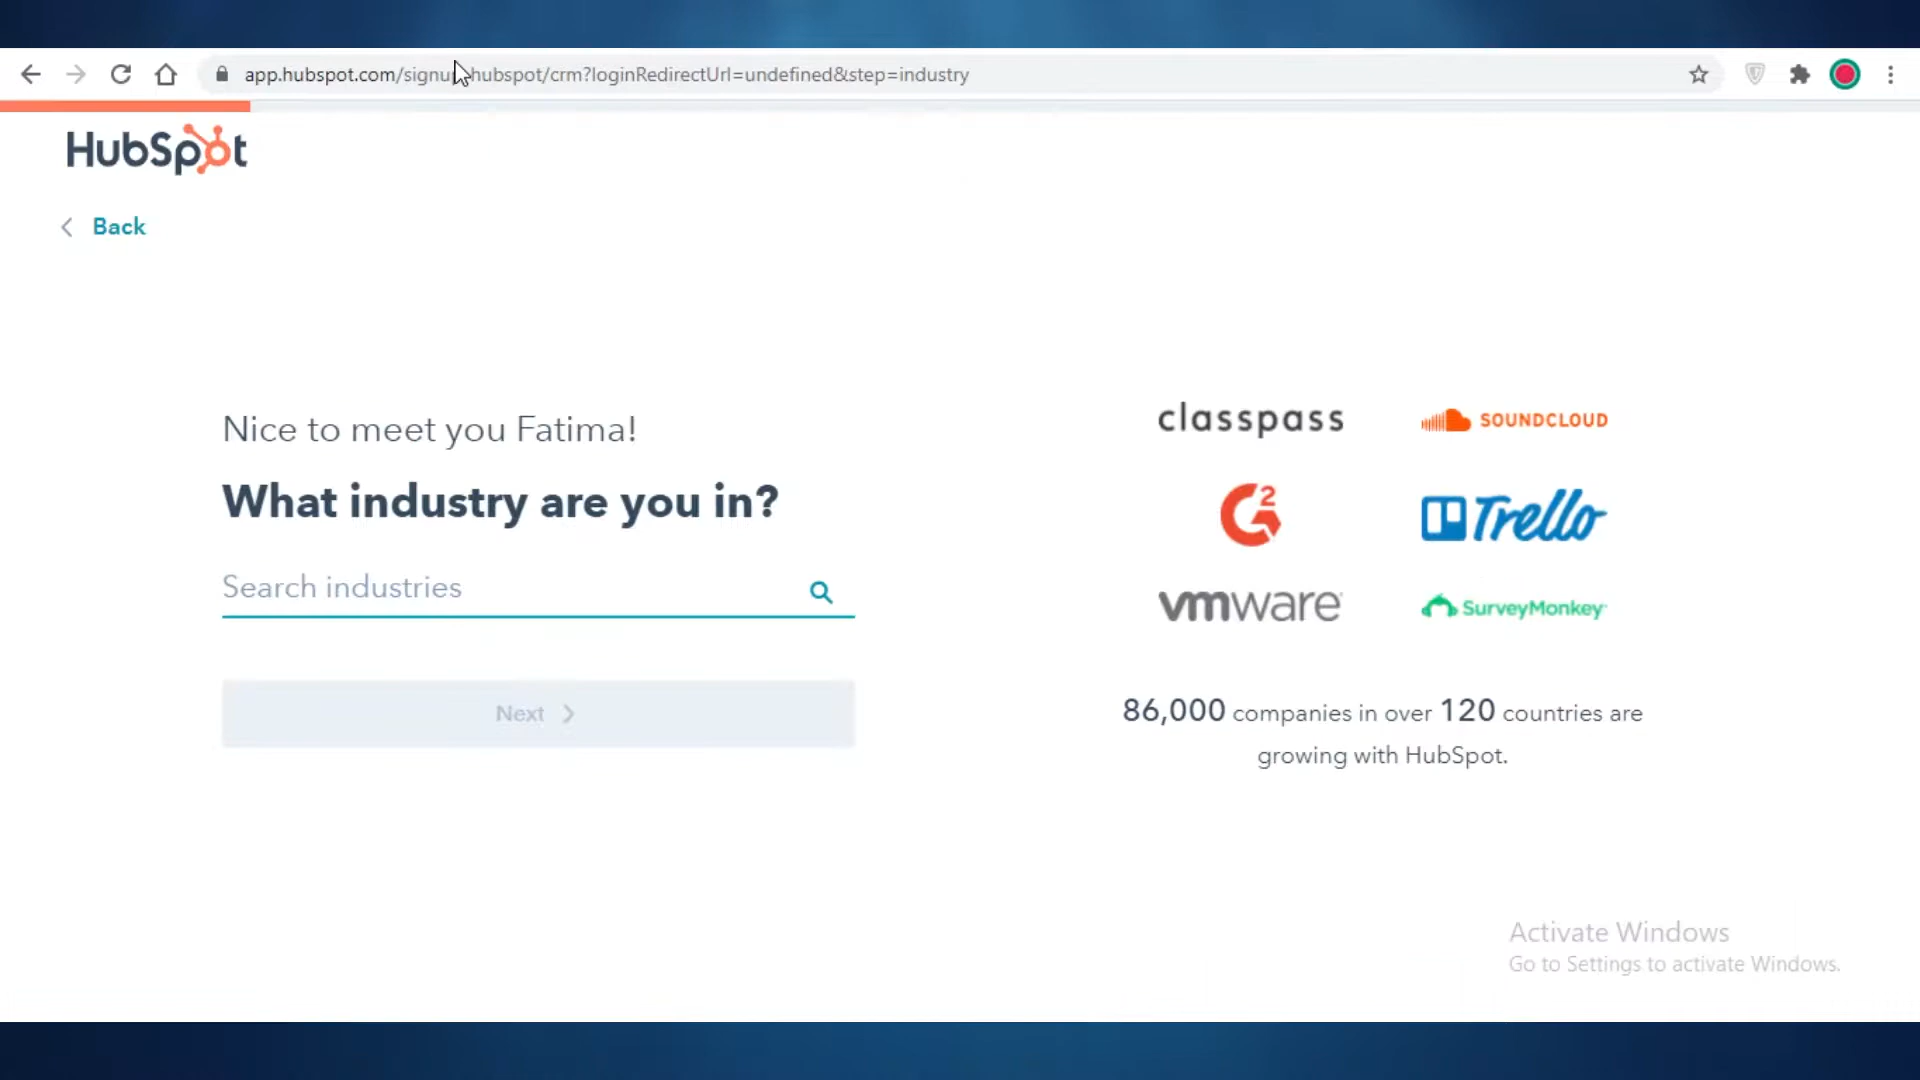 app.hubspot.com/signup-hubspot/crm?loginRedirectUrl=undefined&step=industry
HubSpot
Back
Nice to meet you Fatima!
What industry are you in?
Search industries
Next
classpass
SOUNDCLOUD
G2
Trello
vmware
SurveyMonkey
86,000 companies in over 120 countries are
growing with HubSpot.
Activate Windows
Go to Settings to activate Windows.